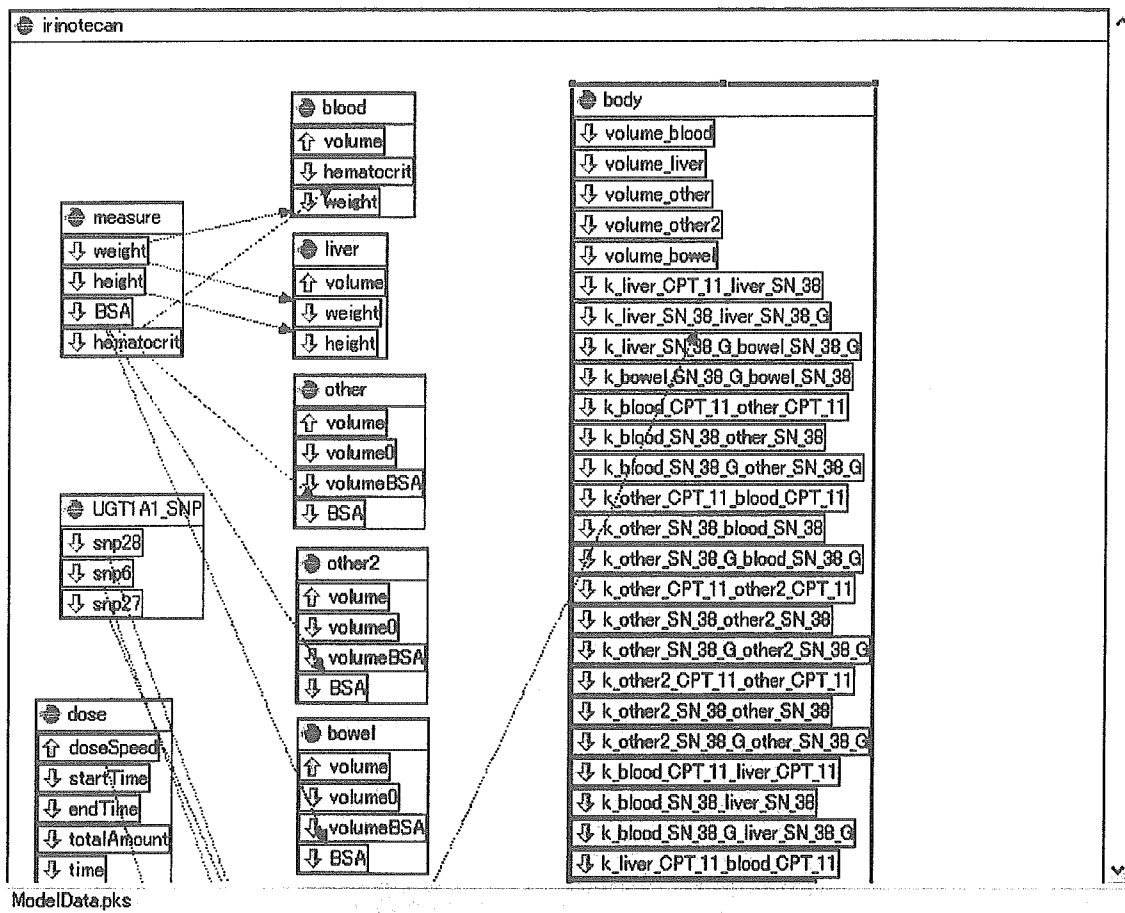 irinotecan
blood
volume
hematocrit
weight
measure
weight
height
BSA
hematocrit
liver
volume
weight
height
other
volume
volume0
volumeBSA
BSA
UGT1A1_SNP
snp28
snp6
snp27
other2
volume
volume0
volumeBSA
BSA
dose
doseSpeed
startTime
endTime
totalAmount
time
bowel
volume
volume0
volumeBSA
BSA
body
volume_blood
volume_liver
volume_other
volume_other2
volume_bowel
k_liver_CPT_11_liver_SN_38
k_liver_SN_38_liver_SN_38_G
k_liver_SN_38_G_bowel_SN_38_G
k_bowel_SN_38_G_bowel_SN_38
k_blood_CPT_11_other_CPT_11
k_blood_SN_38_other_SN_38
k_blood_SN_38_G_other_SN_38_G
k_other_CPT_11_blood_CPT_11
k_other_SN_38_blood_SN_38
k_other_SN_38_G_blood_SN_38_G
k_other_CPT_11_other2_CPT_11
k_other_SN_38_other2_SN_38
k_other_SN_38_G_other2_SN_38_G
k_other2_CPT_11_other_CPT_11
k_other2_SN_38_other_SN_38
k_other2_SN_38_G_other_SN_38_G
k_blood_CPT_11_liver_CPT_11
k_blood_SN_38_liver_SN_38
k_blood_SN_38_G_liver_SN_38_G
k_liver_CPT_11_blood_CPT_11
ModelData.pks